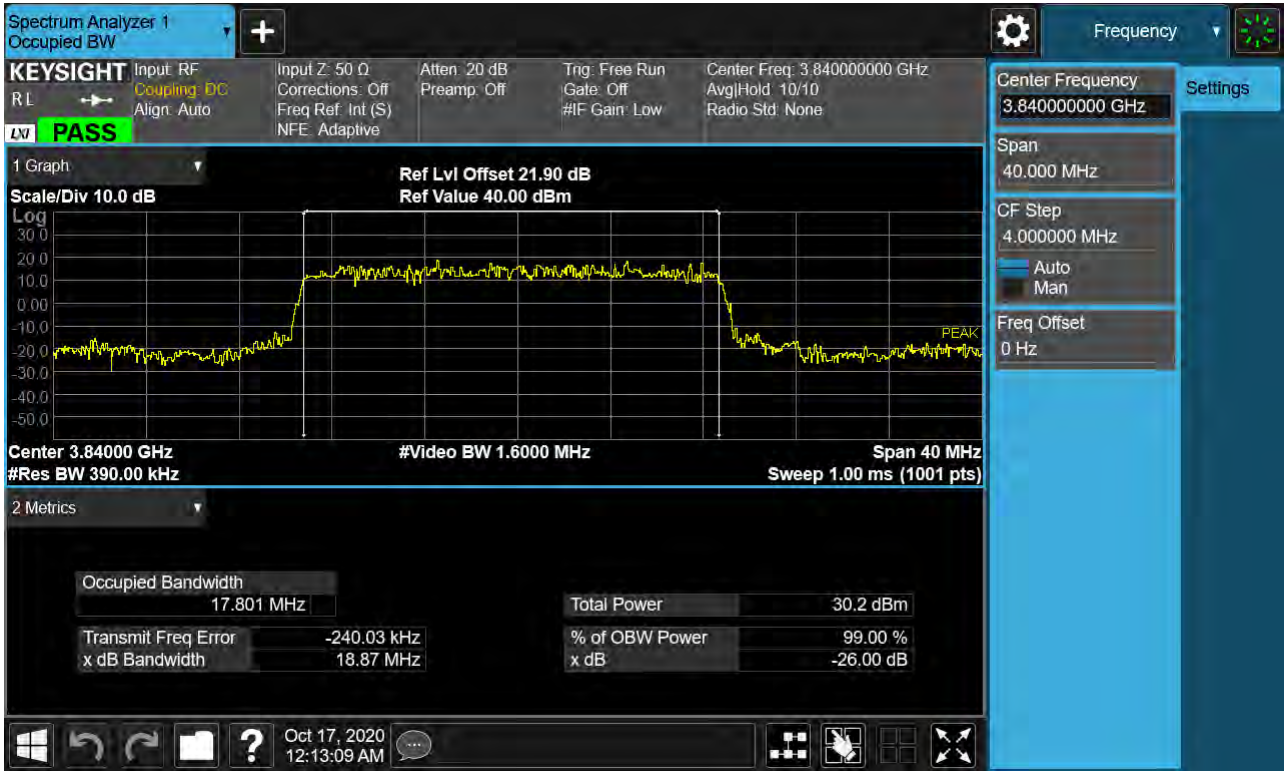 Spectrum Analyzer 1
Occupied BW
+
Frequency
KEYSIGHT
RL
LXI
PASS
Input: RF
Coupling: DC
Align: Auto
Input Z: 50 Ω
Corrections: Off
Freq Ref: Int (S)
NFE: Adaptive
Atten: 20 dB
Preamp: Off
Trig: Free Run
Gate: Off
#IF Gain: Low
Center Freq: 3.840000000 GHz
Avg|Hold: 10/10
Radio Std: None
Center Frequency
3.840000000 GHz
Settings
Span
40.000 MHz
CF Step
4.000000 MHz
Auto
Man
Freq Offset
0 Hz
1 Graph
Scale/Div 10.0 dB
Ref Lvl Offset 21.90 dB
Ref Value 40.00 dBm
Log
30.0
20.0
10.0
0.00
-10.0
-20.0
-30.0
-40.0
-50.0
PEAK
Center 3.84000 GHz
#Video BW 1.6000 MHz
Span 40 MHz
#Res BW 390.00 kHz
Sweep 1.00 ms (1001 pts)
2 Metrics
Occupied Bandwidth
17.801 MHz
Total Power 30.2 dBm
Transmit Freq Error -240.03 kHz
% of OBW Power 99.00 %
x dB Bandwidth 18.87 MHz
x dB -26.00 dB
?
Oct 17, 2020
12:13:09 AM